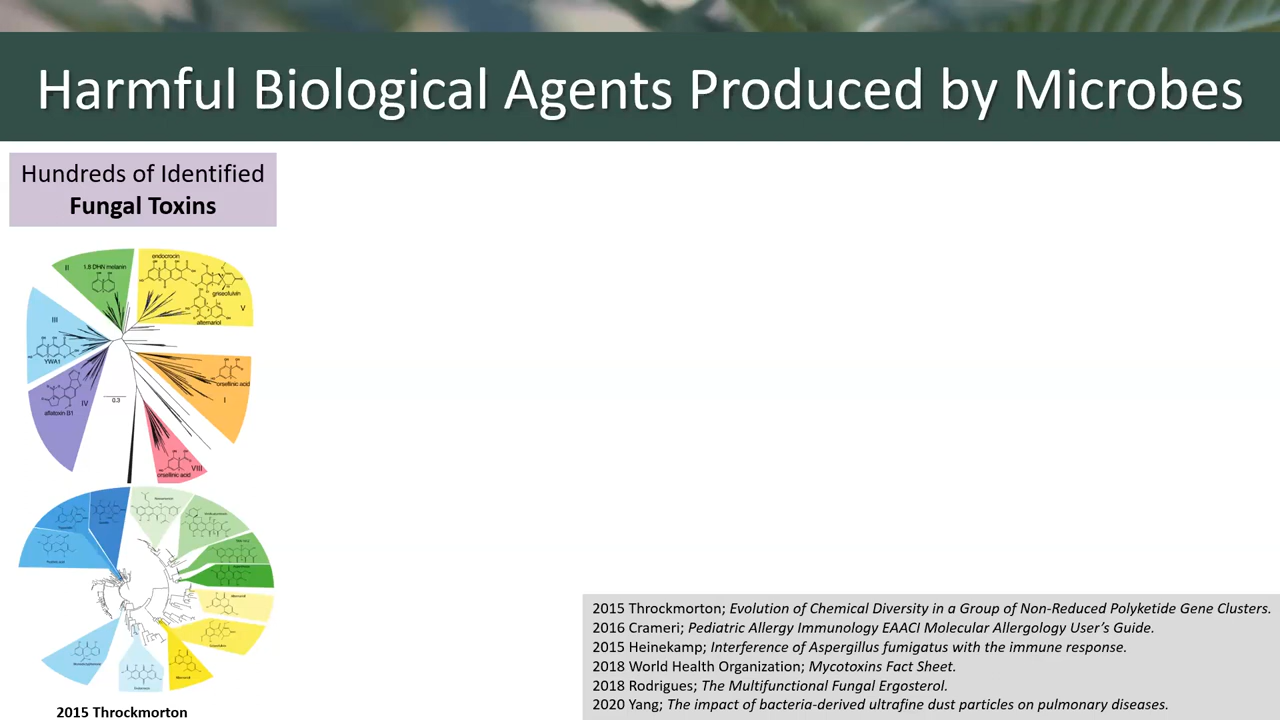 Harmful Biological Agents Produced by Microbes
Hundreds of Identified
Fungal Toxins
II
1,8 DHN melanin
endocrocin
griseofulvin
V
alternariol
III
YWA1
orsellinic acid
I
IV
aflatoxin B1
0.3
VIII
orsellinic acid
2015 Throckmorton
2015 Throckmorton; Evolution of Chemical Diversity in a Group of Non-Reduced Polyketide Gene Clusters.
2016 Crameri; Pediatric Allergy Immunology EAACI Molecular Allergology User's Guide.
2015 Heinekamp; Interference of Aspergillus fumigatus with the immune response.
2018 World Health Organization; Mycotoxins Fact Sheet.
2018 Rodrigues; The Multifunctional Fungal Ergosterol.
2020 Yang; The impact of bacteria-derived ultrafine dust particles on pulmonary diseases.